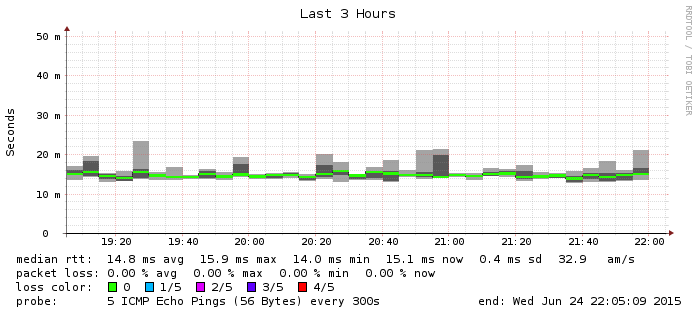 Last 3 Hours
RRDTOOL / TOBI OETIKER
Seconds
50 m
40 m
30 m
20 m
10 m
0
19:20 19:40 20:00 20:20 20:40 21:00 21:20 21:40 22:00
median rtt: 14.8 ms avg 15.9 ms max 14.0 ms min 15.1 ms now 0.4 ms sd 32.9 am/s
packet loss: 0.00 % avg 0.00 % max 0.00 % min 0.00 % now
loss color: 0 1/5 2/5 3/5 4/5
probe: 5 ICMP Echo Pings (56 Bytes) every 300s end: Wed Jun 24 22:05:09 2015